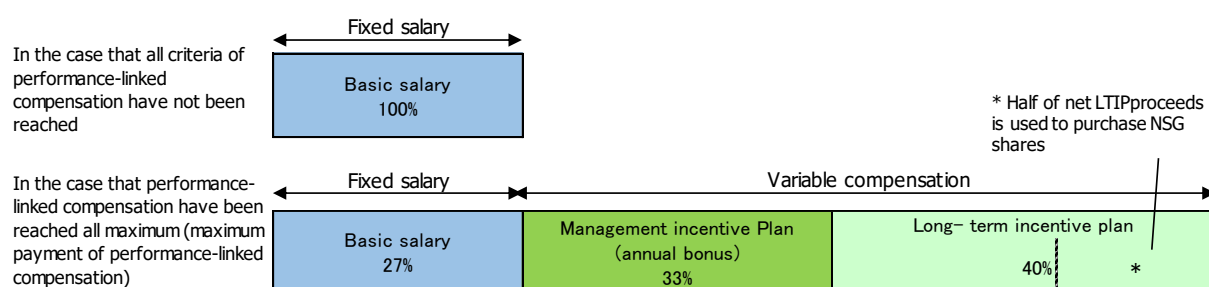 Fixed salary
In the case that all criteria of
performance-linked
compensation have not been
reached
Basic salary
100%
* Half of net LTIPproceeds
is used to purchase NSG
shares
In the case that performance-
linked compensation have been
reached all maximum (maximum
payment of performance-linked
compensation)
Fixed salary
Variable compensation
Basic salary
27%
Management incentive Plan
(annual bonus)
33%
Long- term incentive plan
40%
*